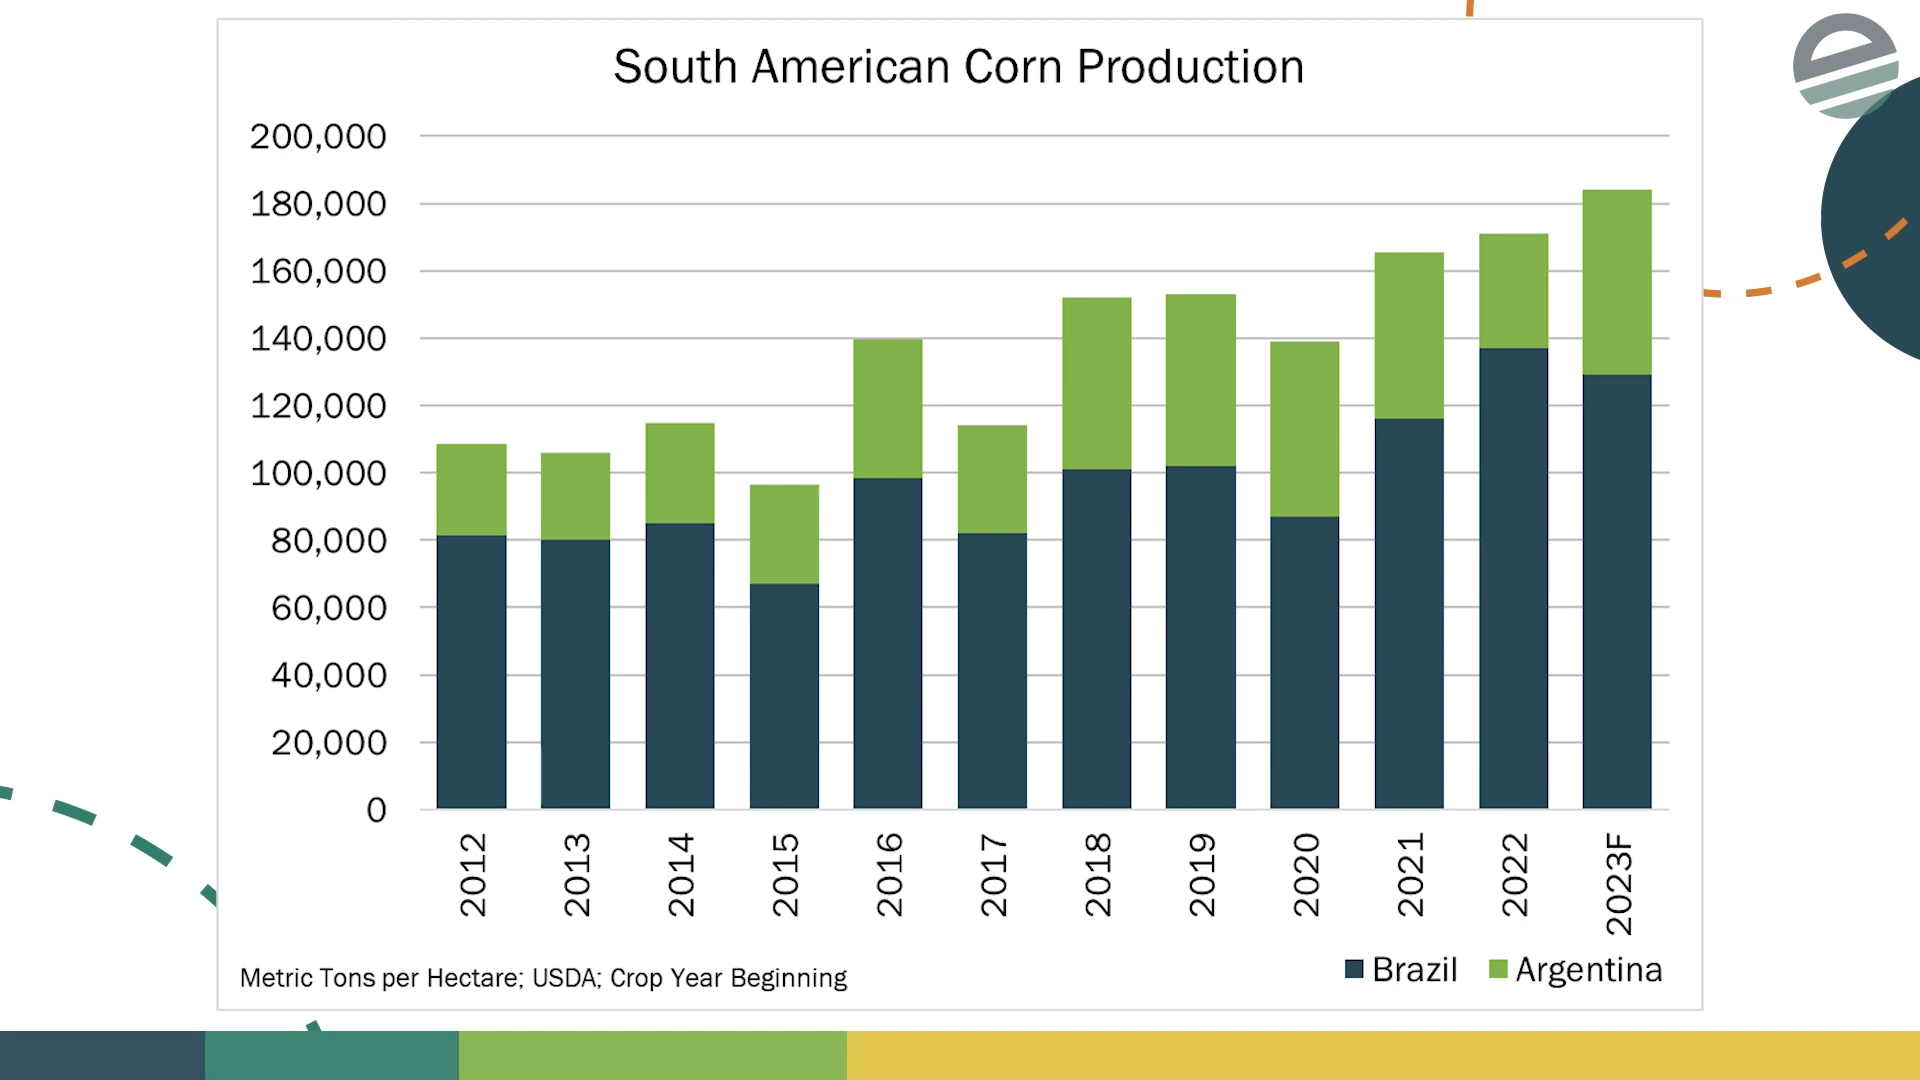 South American Corn Production
200,000
180,000
160,000
140,000
120,000
100,000
80,000
60,000
40,000
20,000
0
2012 2013 2014 2015 2016 2017 2018 2019 2020 2021 2022 2023F
Brazil Argentina
Metric Tons per Hectare; USDA; Crop Year Beginning